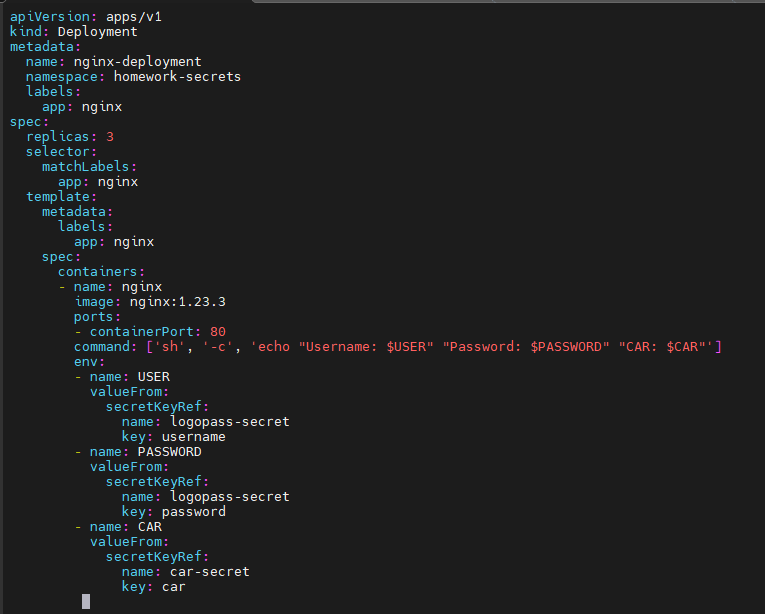 apiVersion: apps/v1
kind: Deployment
metadata:
  name: nginx-deployment
  namespace: homework-secrets
  labels:
    app: nginx
spec:
  replicas: 3
  selector:
    matchLabels:
      app: nginx
  template:
    metadata:
      labels:
        app: nginx
    spec:
      containers:
      - name: nginx
        image: nginx:1.23.3
        ports:
        - containerPort: 80
        command: ['sh', '-c', 'echo "Username: $USER" "Password: $PASSWORD" "CAR: $CAR"']
        env:
        - name: USER
          valueFrom:
            secretKeyRef:
              name: logopass-secret
              key: username
        - name: PASSWORD
          valueFrom:
            secretKeyRef:
              name: logopass-secret
              key: password
        - name: CAR
          valueFrom:
            secretKeyRef:
              name: car-secret
              key: car